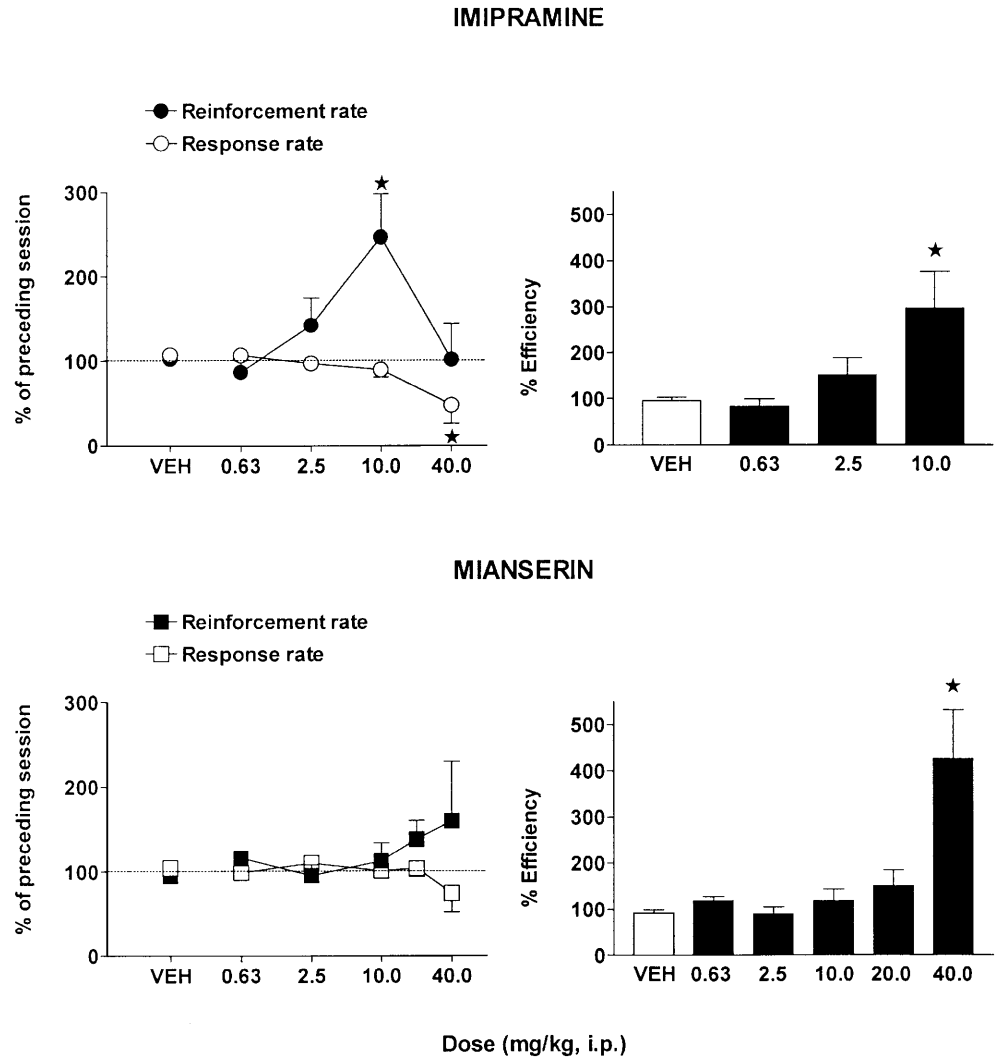 IMIPRAMINE
Reinforcement rate
Response rate
% of preceding session
300
200
100
0
VEH 0.63 2.5 10.0 40.0
% Efficiency
500
400
300
200
100
0
VEH 0.63 2.5 10.0
MIANSERIN
Reinforcement rate
Response rate
% of preceding session
300
200
100
0
VEH 0.63 2.5 10.0 40.0
% Efficiency
500
400
300
200
100
0
VEH 0.63 2.5 10.0 20.0 40.0
Dose (mg/kg, i.p.)